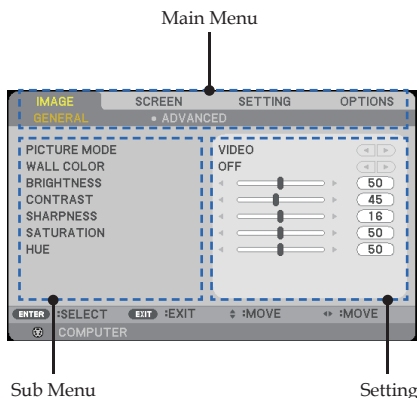 Main Menu
IMAGE SCREEN SETTING OPTIONS
GENERAL • ADVANCED
PICTURE MODE VIDEO
WALL COLOR OFF
BRIGHTNESS 50
CONTRAST 45
SHARPNESS 16
SATURATION 50
HUE 50
ENTER :SELECT EXIT :EXIT :MOVE :MOVE
COMPUTER
Sub Menu Setting